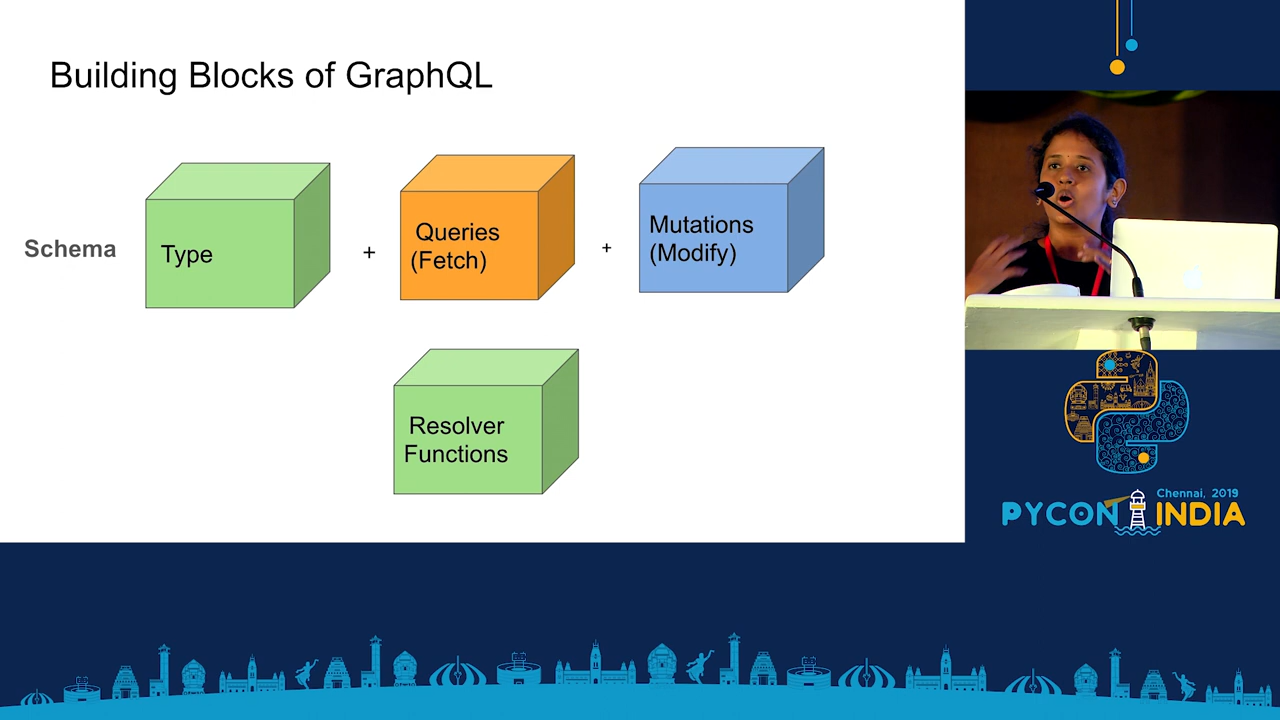 Building Blocks of GraphQL
Schema
Type
+
Queries
(Fetch)
+
Mutations
(Modify)
Resolver
Functions
Chennai, 2019
PYCON INDIA